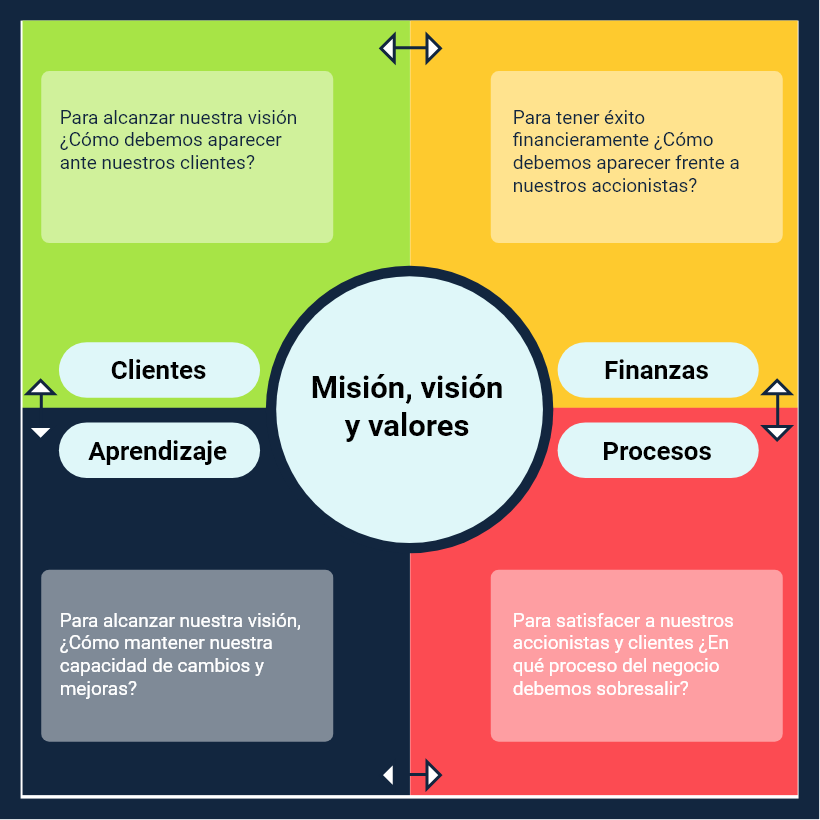 Para alcanzar nuestra visión
¿Cómo debemos aparecer
ante nuestros clientes?
Para tener éxito
financieramente ¿Cómo
debemos aparecer frente a
nuestros accionistas?
Clientes
Finanzas
Misión, visión
y valores
Aprendizaje
Procesos
Para alcanzar nuestra visión,
¿Cómo mantener nuestra
capacidad de cambios y
mejoras?
Para satisfacer a nuestros
accionistas y clientes ¿En
qué proceso del negocio
debemos sobresalir?